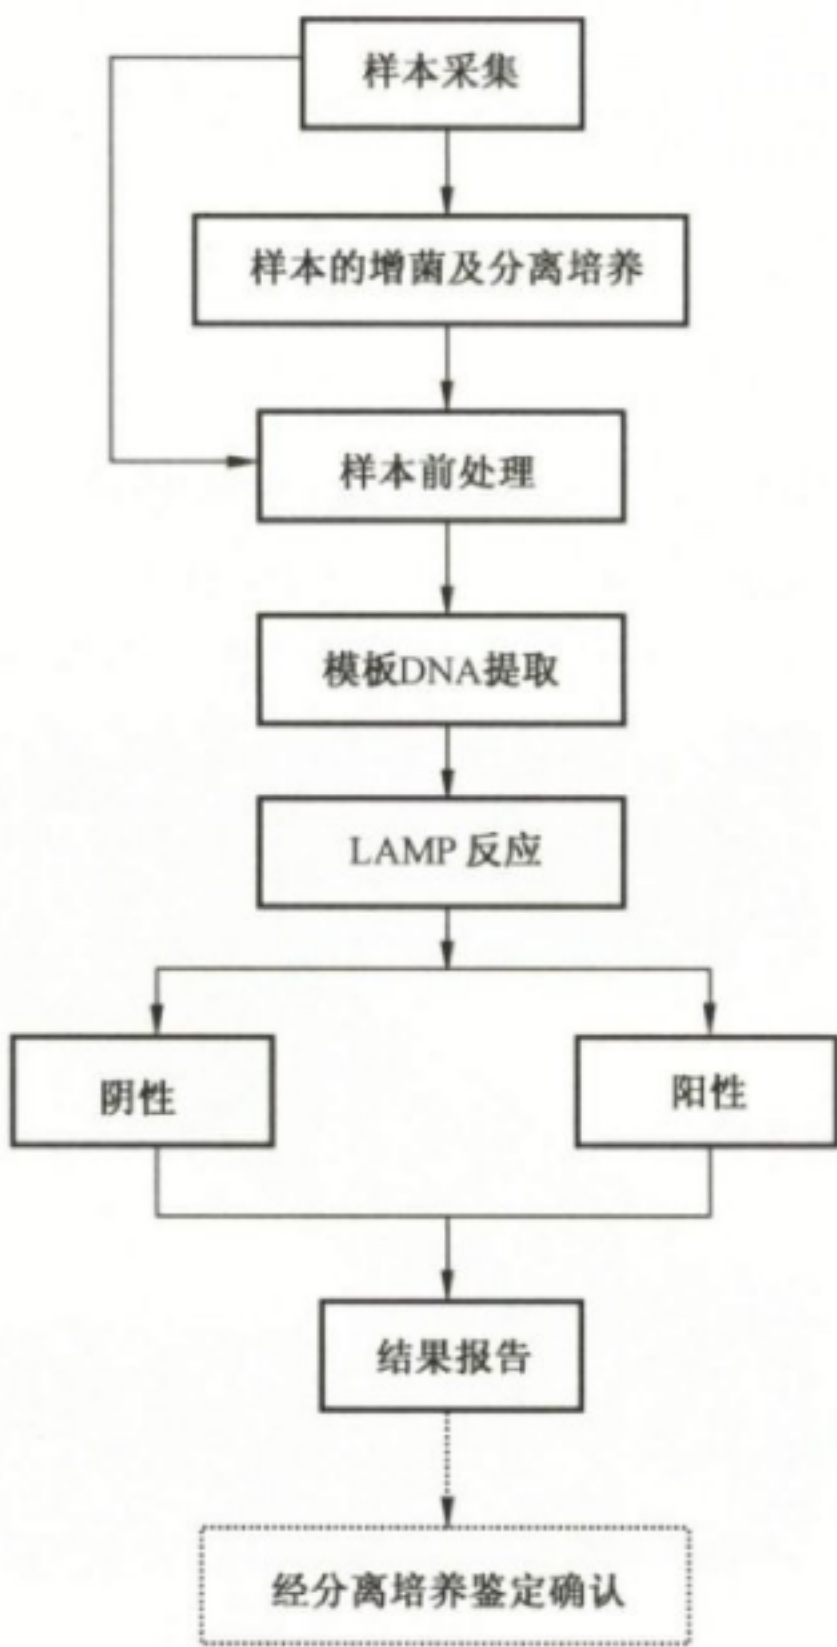 样本采集
样本的增菌及分离培养
样本前处理
模板DNA提取
LAMP 反应
阴性
阳性
结果报告
经分离培养鉴定确认